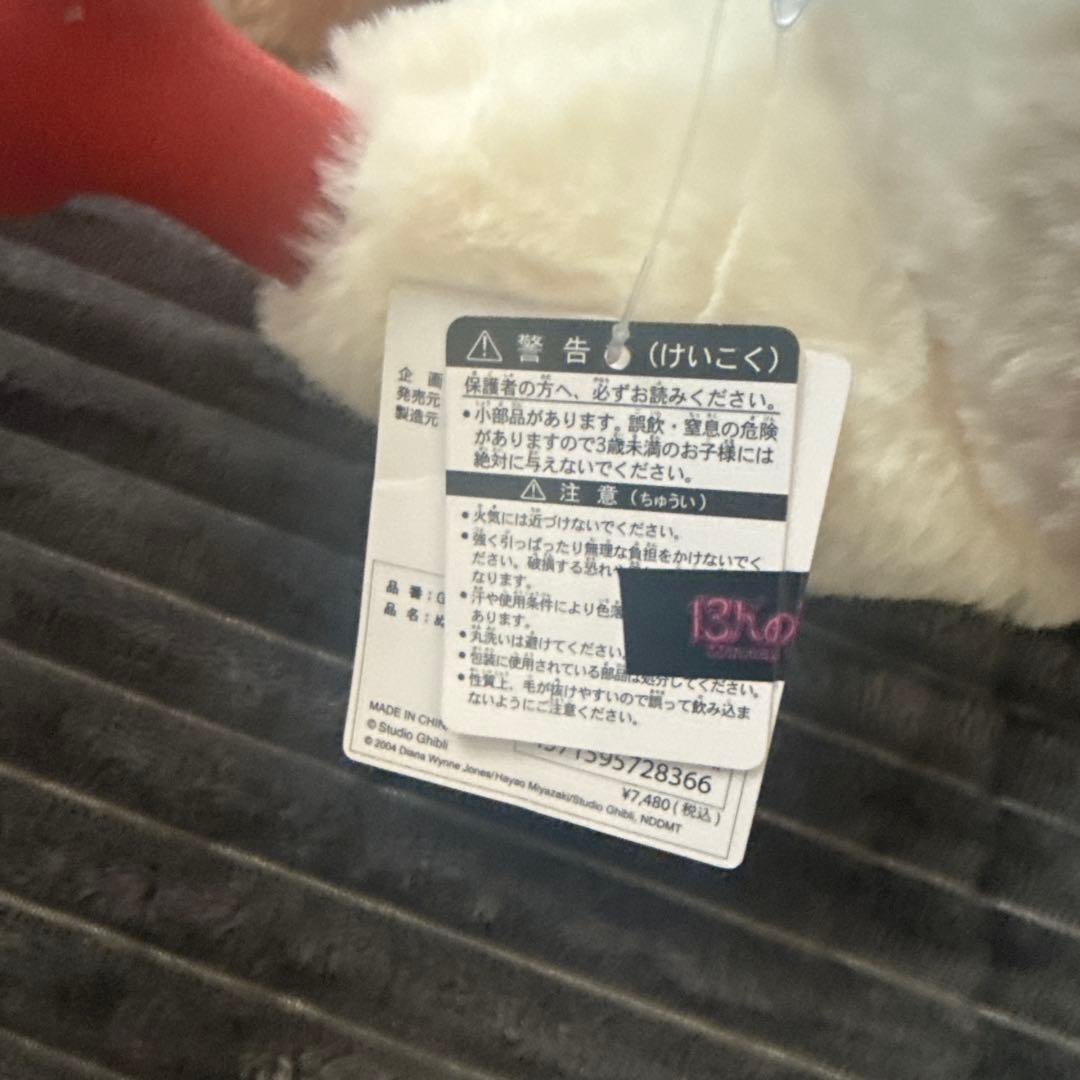 警告 (けいこく)
保護者の方へ、必ずお読みください。
• 小部品があります。誤飲・窒息の危険
がありますので3歳未満のお子様には
絶対に与えないでください。
注意 (ちゅうい)
• 火気には近づけないでください。
• 強く引っぱったり無理な負担をかけないでく
ださい。破損する恐れや
なります。
• 汗や使用条件により色落
あります。
• 丸洗いは避けてください。
• 包装に使用されている部品は処分してください。
• 性質上、毛が抜けやすいので誤って飲み込ま
ないようにご注意ください。
企画
発売元
製造元
品番:G
品名:ぬ
MADE IN CHIN
© Studio Ghibli
© 2004 Diana Wynne Jones/Hayao Miyazaki/Studio Ghibli, NDDMT
571595728366
¥7,480(税込)